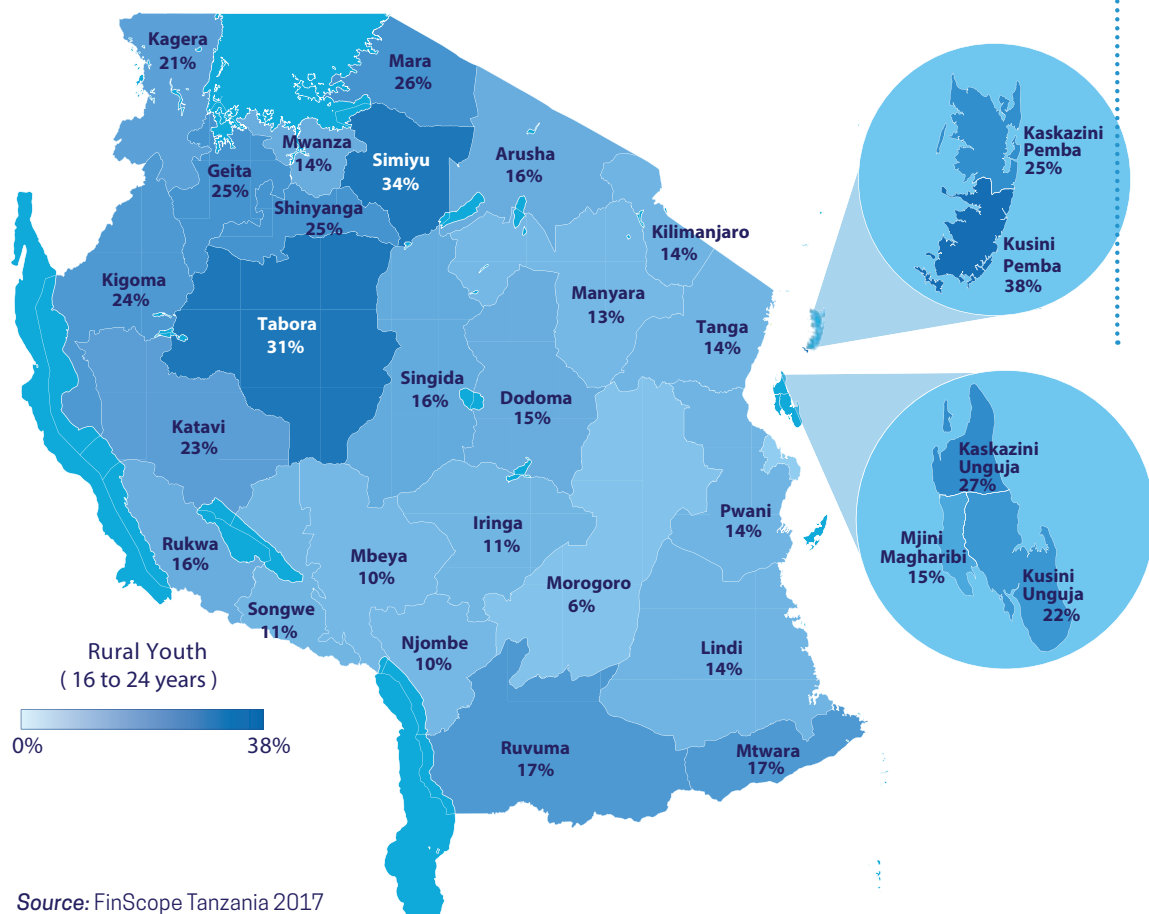 Kagera
21%
Mara
26%
Mwanza
14%
Simiyu
34%
Arusha
16%
Geita
25%
Shinyanga
25%
Kilimanjaro
14%
Kigoma
24%
Manyara
13%
Tabora
31%
Tanga
14%
Singida
16%
Dodoma
15%
Katavi
23%
Iringa
11%
Pwani
14%
Rukwa
16%
Mbeya
10%
Morogoro
6%
Songwe
11%
Njombe
10%
Lindi
14%
Ruvuma
17%
Mtwara
17%
Kaskazini
Pemba
25%
Kusini
Pemba
38%
Kaskazini
Unguja
27%
Mjini
Magharibi
15%
Kusini
Unguja
22%
Rural Youth
( 16 to 24 years )
0%
38%
Source: FinScope Tanzania 2017